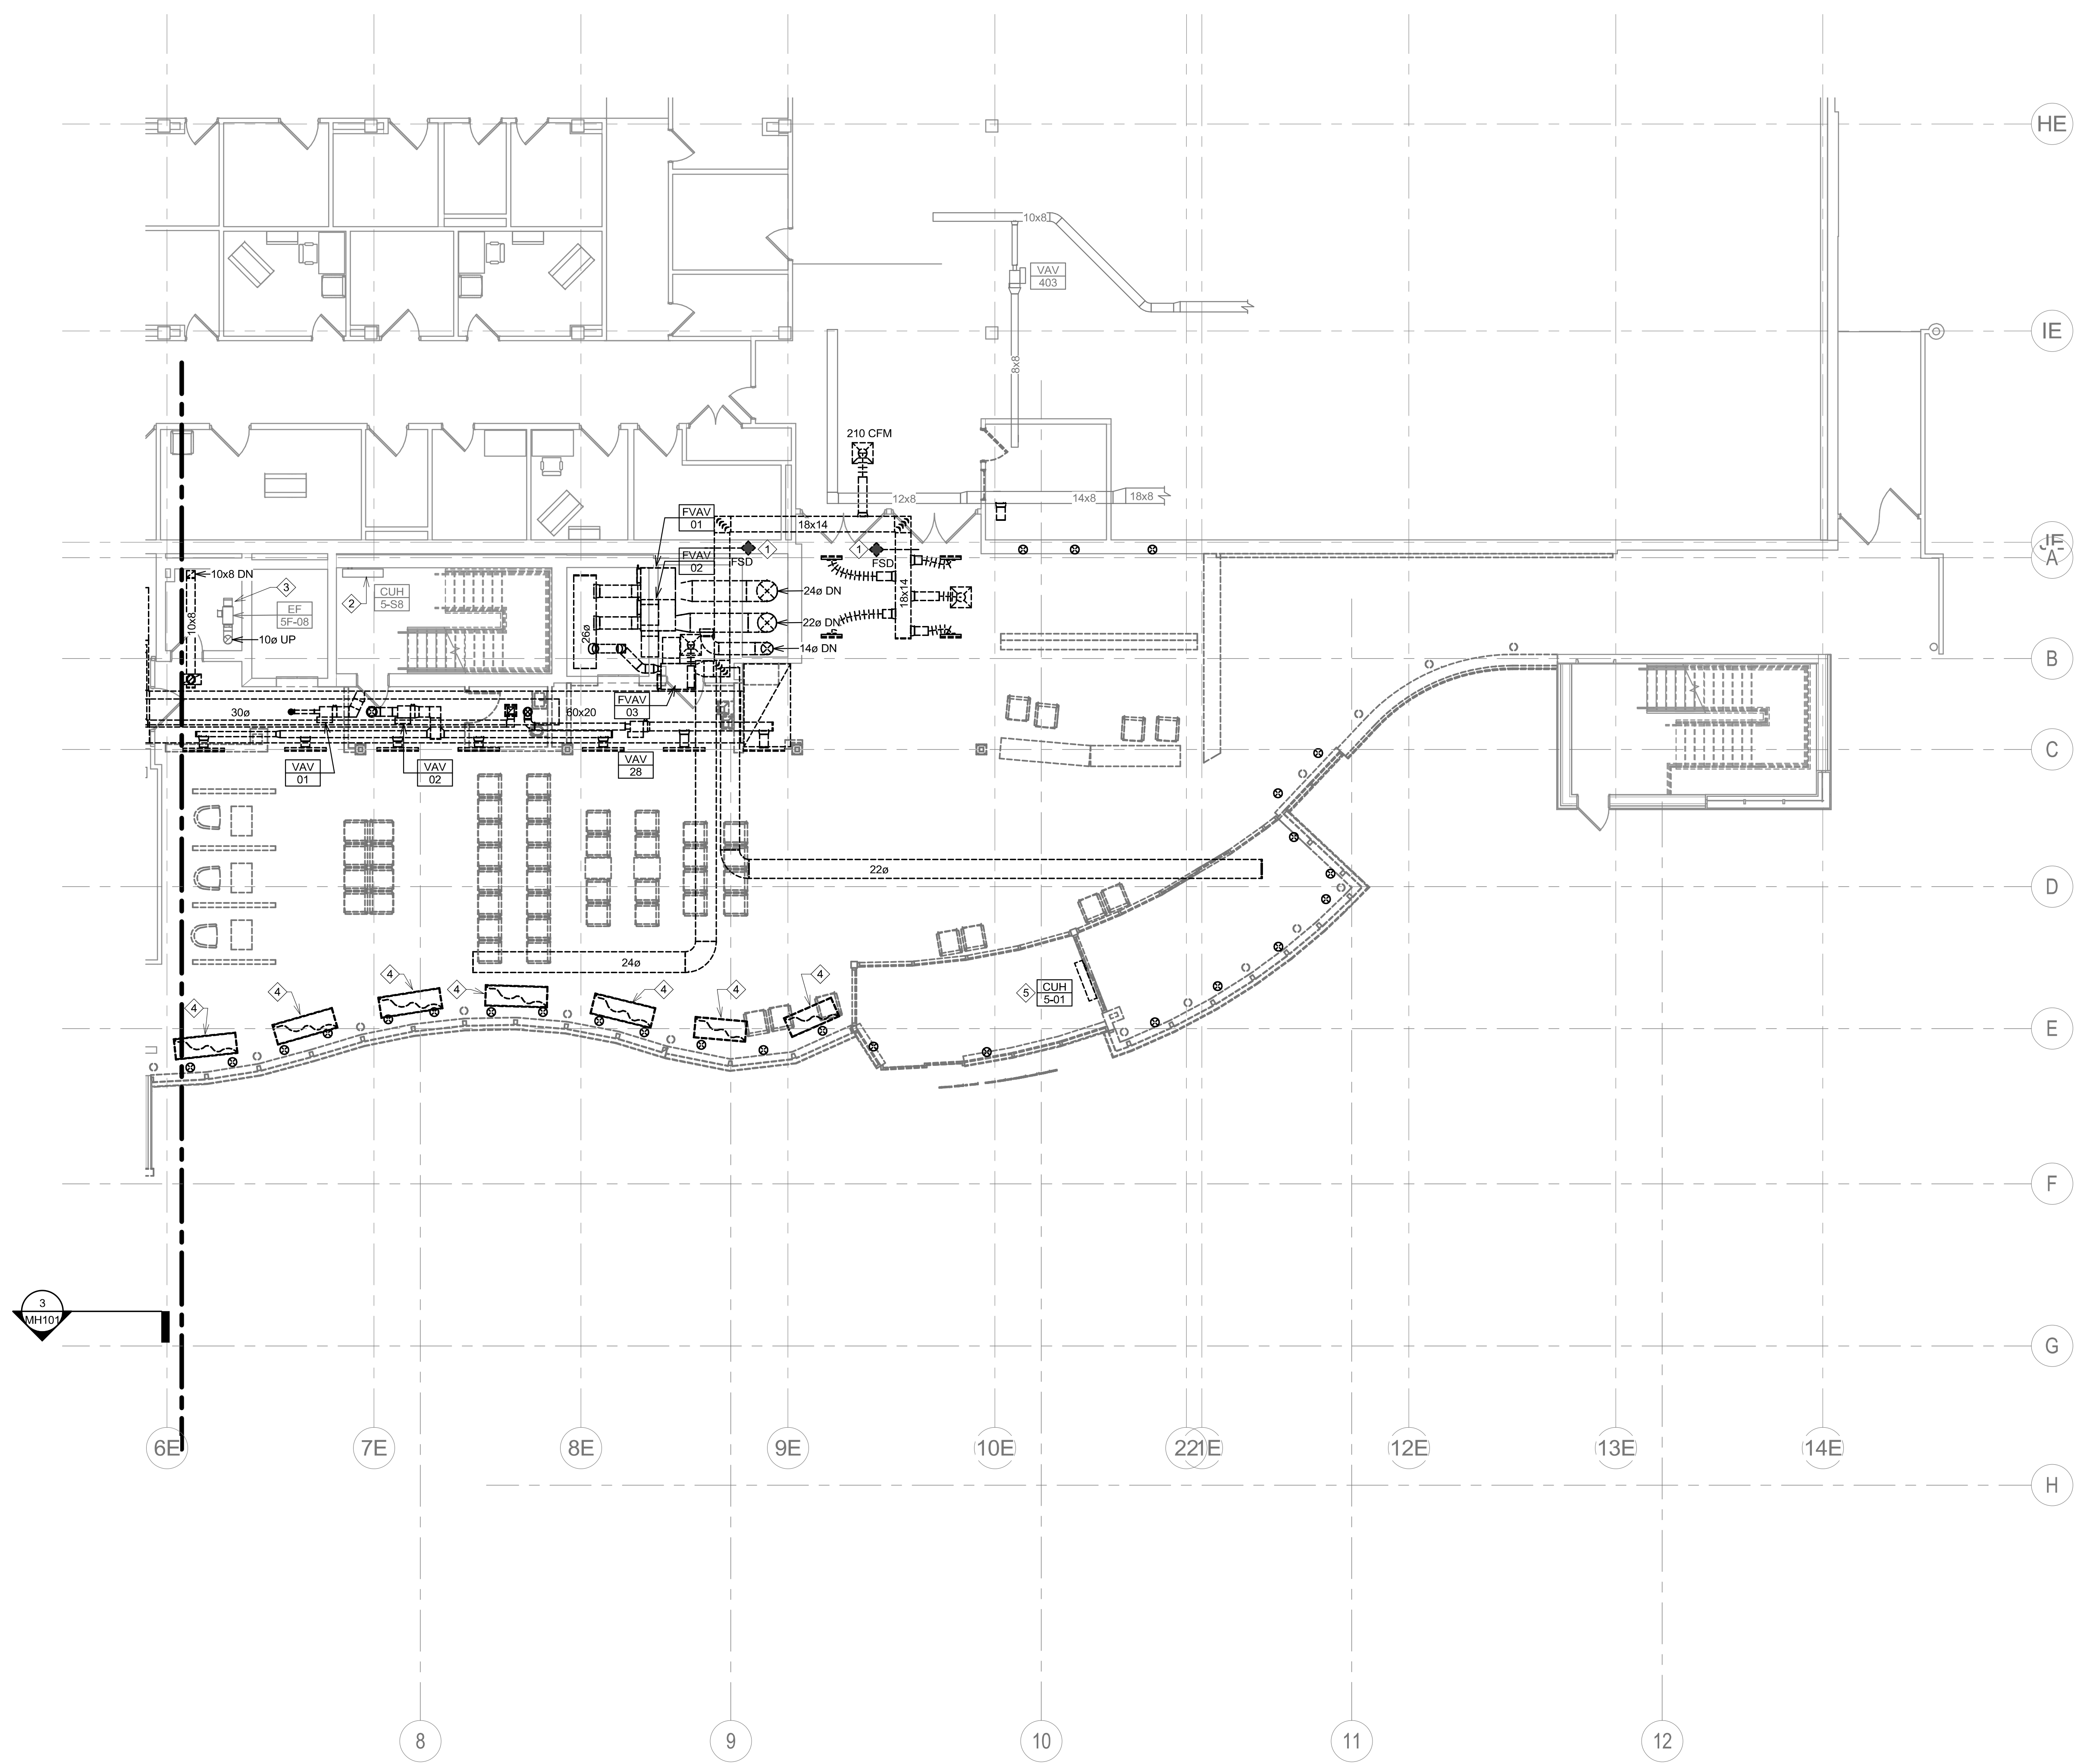 HE
10x8
VAV
403
IE
8x8
210 CFM
12x8
14x8
18x8
FVAV
01
18x14
1
1
FVAV
02
FSD
FSD
JE
A
10x8 DN
3
2
CUH
5-S8
EF
5F-08
10x8
10ø UP
26ø
24ø DN
22ø DN
14ø DN
18x14
B
FVAV
03
30ø
60x20
C
VAV
01
VAV
02
VAV
28
22ø
D
24ø
4
4
4
4
4
4
4
5
CUH
5-01
E
F
3
MH101
G
6E
7E
8E
9E
10E
22
1E
12E
13E
14E
H
8
9
10
11
12